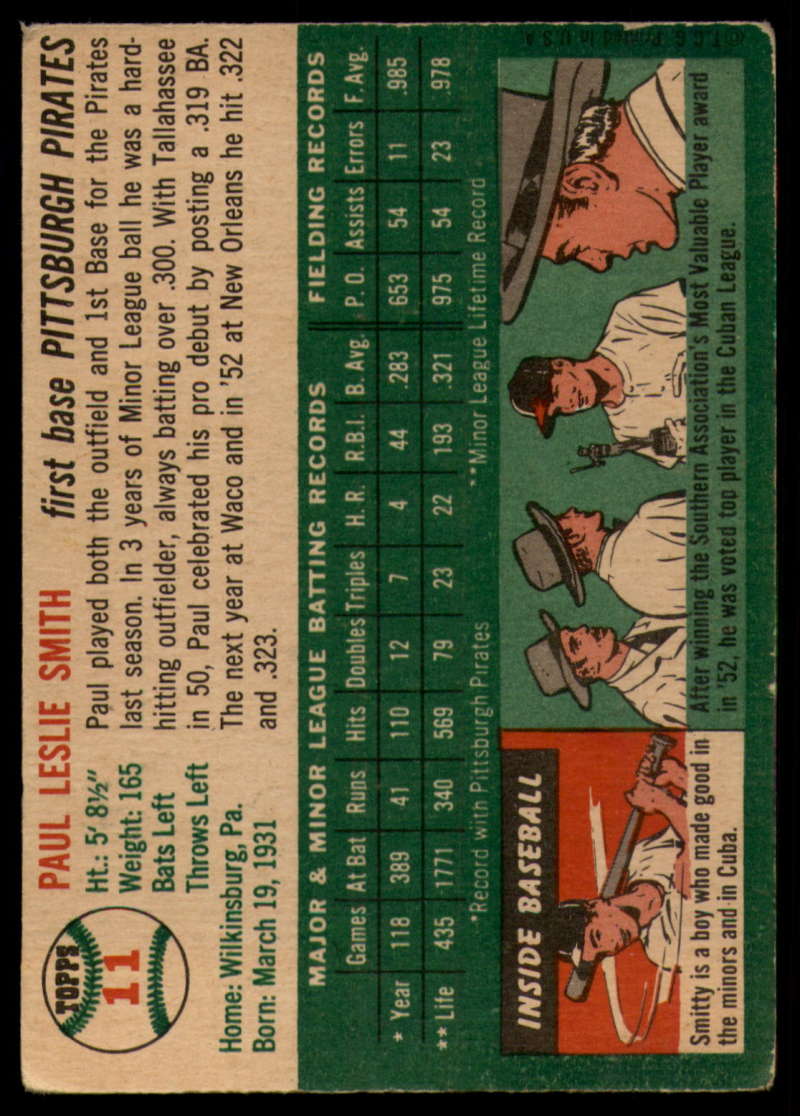 TOPPS
11
PAUL LESLIE SMITH first base PITTSBURGH PIRATES
Ht.: 5' 8½"
Weight: 165
Bats Left
Throws Left
Home: Wilkinsburg, Pa.
Born: March 19, 1931
Paul played both the outfield and 1st Base for the Pirates
last season. In 3 years of Minor League ball he was a hard-
hitting outfielder, always batting over .300. With Tallahassee
in 50, Paul celebrated his pro debut by posting a .319 BA.
The next year at Waco and in '52 at New Orleans he hit .322
and .323.
MAJOR & MINOR LEAGUE BATTING RECORDS FIELDING RECORDS
Games At Bat Runs Hits Doubles Triples H. R. R.B.I. B. Avg. P. O. Assists Errors F. Avg.
* Year 118 389 41 110 12 7 4 44 .283 653 54 11 .985
** Life 435 1771 340 569 79 23 22 193 .321 975 54 23 .978
*Record with Pittsburgh Pirates **Minor League Lifetime Record
INSIDE BASEBALL
Smitty is a boy who made good in
the minors and in Cuba.
After winning the Southern Association's Most Valuable Player award
in '52, he was voted top player in the Cuban League.
© T. C. G. Printed in U. S. A.